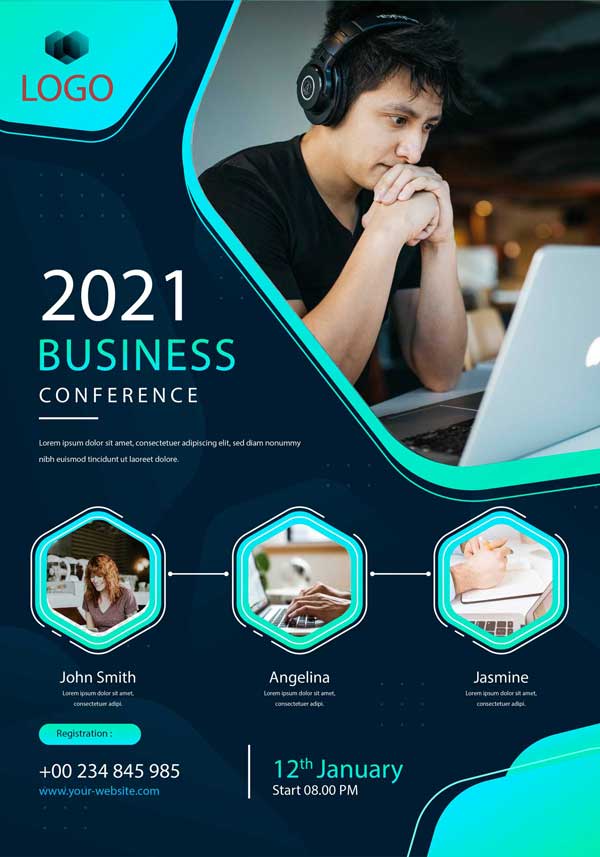 LOGO
2021
BUSINESS
CONFERENCE
Lorem ipsum dolor sit amet, consectetuer adipiscing elit, sed diam nonummy
nibh euismod tincidunt ut laoreet dolore.
John Smith
Lorem ipsum dolor sit amet,
consectetuer adipi.
Angelina
Lorem ipsum dolor sit amet,
consectetuer adipi.
Jasmine
Lorem ipsum dolor sit amet,
consectetuer adipi.
Registration :
+00 234 845 985
www.your-website.com
12th January
Start 08.00 PM